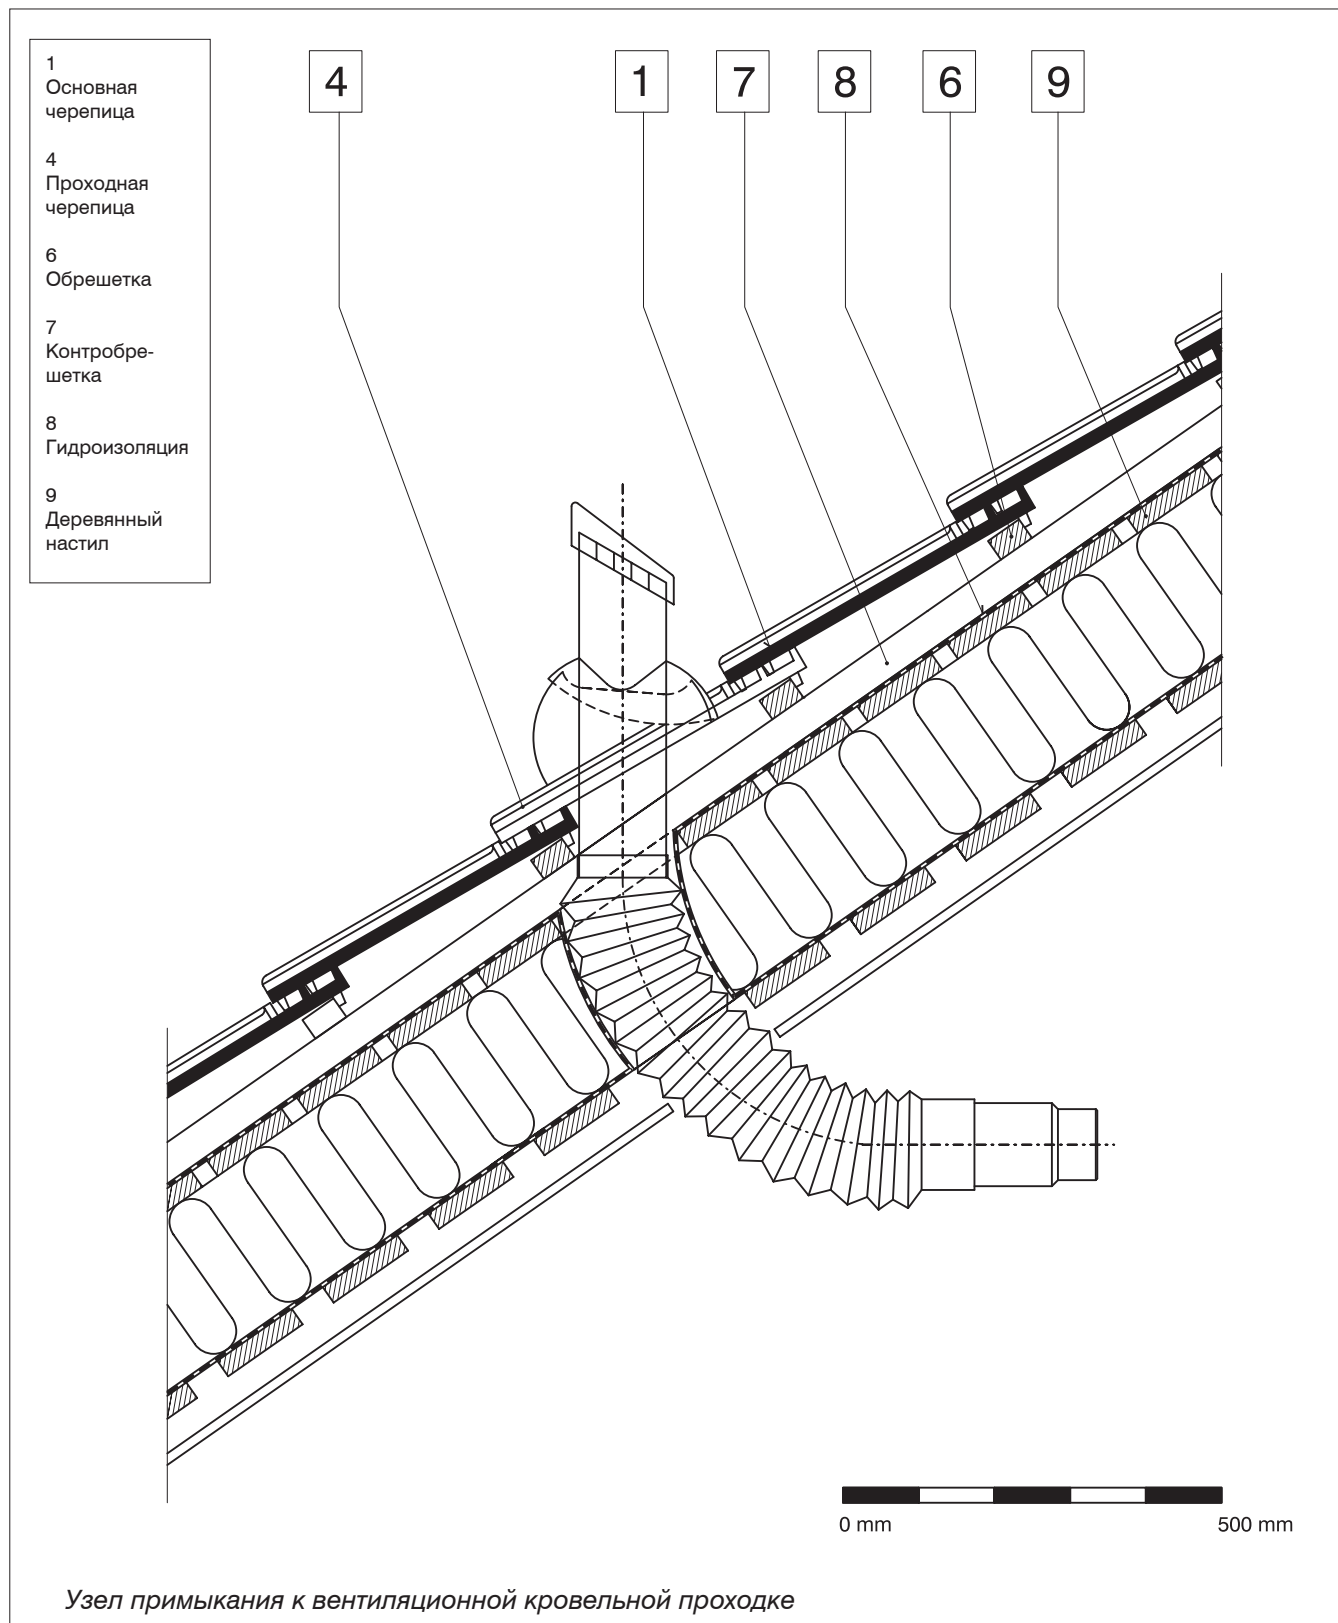 1
Основная
черепица
4
Проходная
черепица
6
Обрешетка
7
Контробре-
шетка
8
Гидроизоляция
9
Деревянный
настил
4 1 7 8 6 9
0 mm 500 mm
Узел примыкания к вентиляционной кровельной проходке